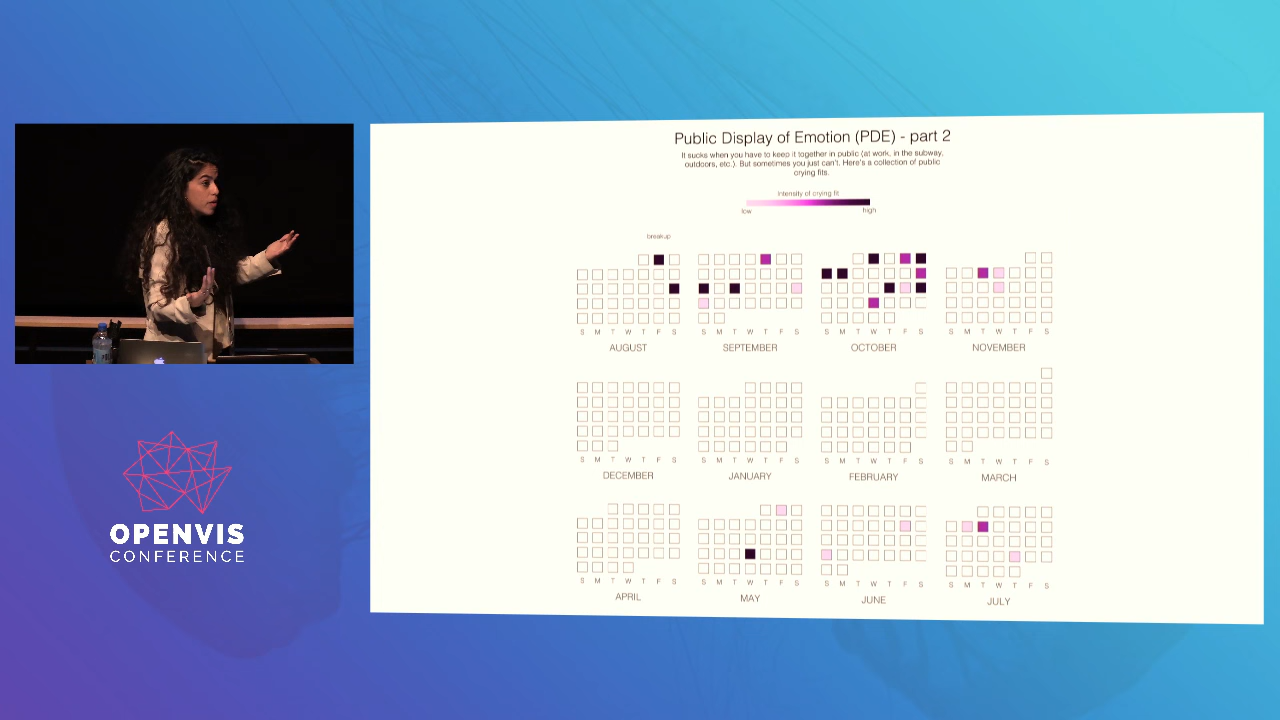 Public Display of Emotion (PDE) - part 2
It sucks when you have to keep it together in public (at work, in the subway,
outdoors, etc.). But sometimes you just can't. Here's a collection of public
crying fits.
Intensity of crying fit
low high
breakup
S M T W T F S
S M T W T F S
S M T W T F S
S M T W T F S
AUGUST SEPTEMBER OCTOBER NOVEMBER
S M T W T F S
S M T W T F S
S M T W T F S
S M T W T F S
DECEMBER JANUARY FEBRUARY MARCH
S M T W T F S
S M T W T F S
S M T W T F S
S M T W T F S
APRIL MAY JUNE JULY
OPENVIS
CONFERENCE